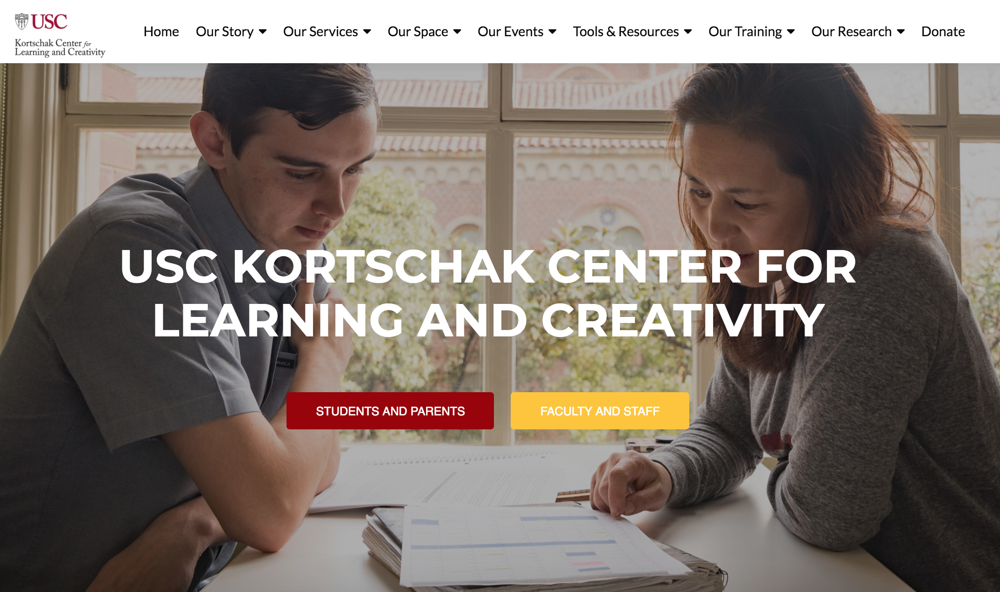 USC
Kortschak Center for
Learning and Creativity
Home Our Story Our Services Our Space Our Events Tools & Resources Our Training Our Research Donate
USC KORTSCHAK CENTER FOR
LEARNING AND CREATIVITY
RVCA
STUDENTS AND PARENTS FACULTY AND STAFF